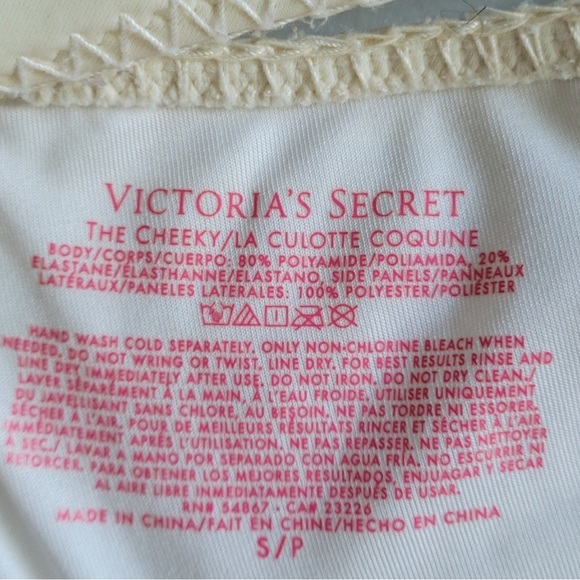 VICTORIA'S SECRET
THE CHEEKY/LA CULOTTE COQUINE
BODY/CORPS/CUERPO: 80% POLYAMIDE/POLIAMIDA, 20%
ELASTANE/ÉLASTHANNE/ELASTANO, SIDE PANELS/PANNEAUX
LATÉRAUX/PANELES LATERALES, 100% POLYESTER/POLIÉSTER
HAND WASH COLD SEPARATELY. ONLY NON-CHLORINE BLEACH WHEN
NEEDED. DO NOT WRING OR TWIST. LINE DRY. FOR BEST RESULTS RINSE AND
LINE DRY IMMEDIATELY AFTER USE. DO NOT IRON. DO NOT DRY CLEAN./
LAVER SÉPARÉMENT À LA MAIN, À L'EAU FROIDE. UTILISER UNIQUEMENT
DU JAVELLISANT SANS CHLORE, AU BESOIN. NE PAS TORDRE NI ESSORER.
SÉCHER À L'AIR. POUR DE MEILLEURS RÉSULTATS RINCER ET SÉCHER À L'AIR
IMMÉDIATEMENT APRÈS L'UTILISATION. NE PAS REPASSER. NE PAS NETTOYER
À SEC./ LAVAR A MANO POR SEPARADO CON AGUA FRÍA. NO ESCURRIR NI
RETORCER. PARA OBTENER LOS MEJORES RESULTADOS, ENJUAGAR Y SECAR
AL AIRE LIBRE INMEDIATAMENTE DESPUÉS DE USAR.
RN# 54867 · CA# 23226
MADE IN CHINA/FAIT EN CHINE/HECHO EN CHINA
S/P